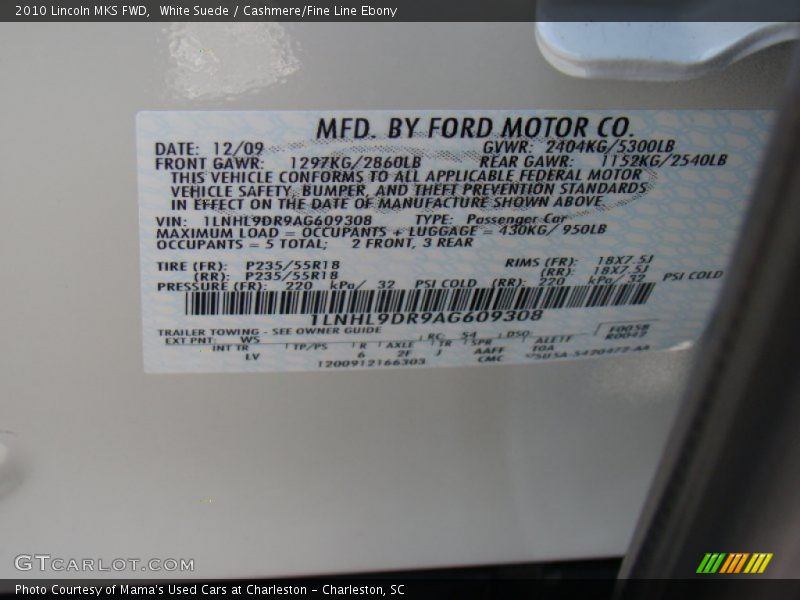 2010 Lincoln MKS FWD, White Suede / Cashmere/Fine Line Ebony
MFD. BY FORD MOTOR CO.
DATE: 12/09 GVWR: 2404KG/5300LB
FRONT GAWR: 1297KG/2860LB REAR GAWR: 1152KG/2540LB
THIS VEHICLE CONFORMS TO ALL APPLICABLE FEDERAL MOTOR
VEHICLE SAFETY, BUMPER, AND THEFT PREVENTION STANDARDS
IN EFFECT ON THE DATE OF MANUFACTURE SHOWN ABOVE
VIN: 1LNHL9DR9AG609308 TYPE: Passenger Car
MAXIMUM LOAD = OCCUPANTS + LUGGAGE = 430KG/ 950LB
OCCUPANTS = 5 TOTAL; 2 FRONT, 3 REAR
TIRE (FR): P235/55R18 RIMS (FR): 18X7.5J
(RR): P235/55R18 (RR): 18X7.5J
PRESSURE (FR): 220 kPa/ 32 PSI COLD (RR): 220 kPa/ 32 PSI COLD
1LNHL9DR9AG609308
TRAILER TOWING - SEE OWNER GUIDE
EXT PNT: WS RC: 54 DSO: F0058
R0042
INT TR TP/PS R AXLE TR SPR
LV 6 2F J AAFF
1200912166303 CMC
GTCARLOT.COM
Photo Courtesy of Mama's Used Cars at Charleston - Charleston, SC